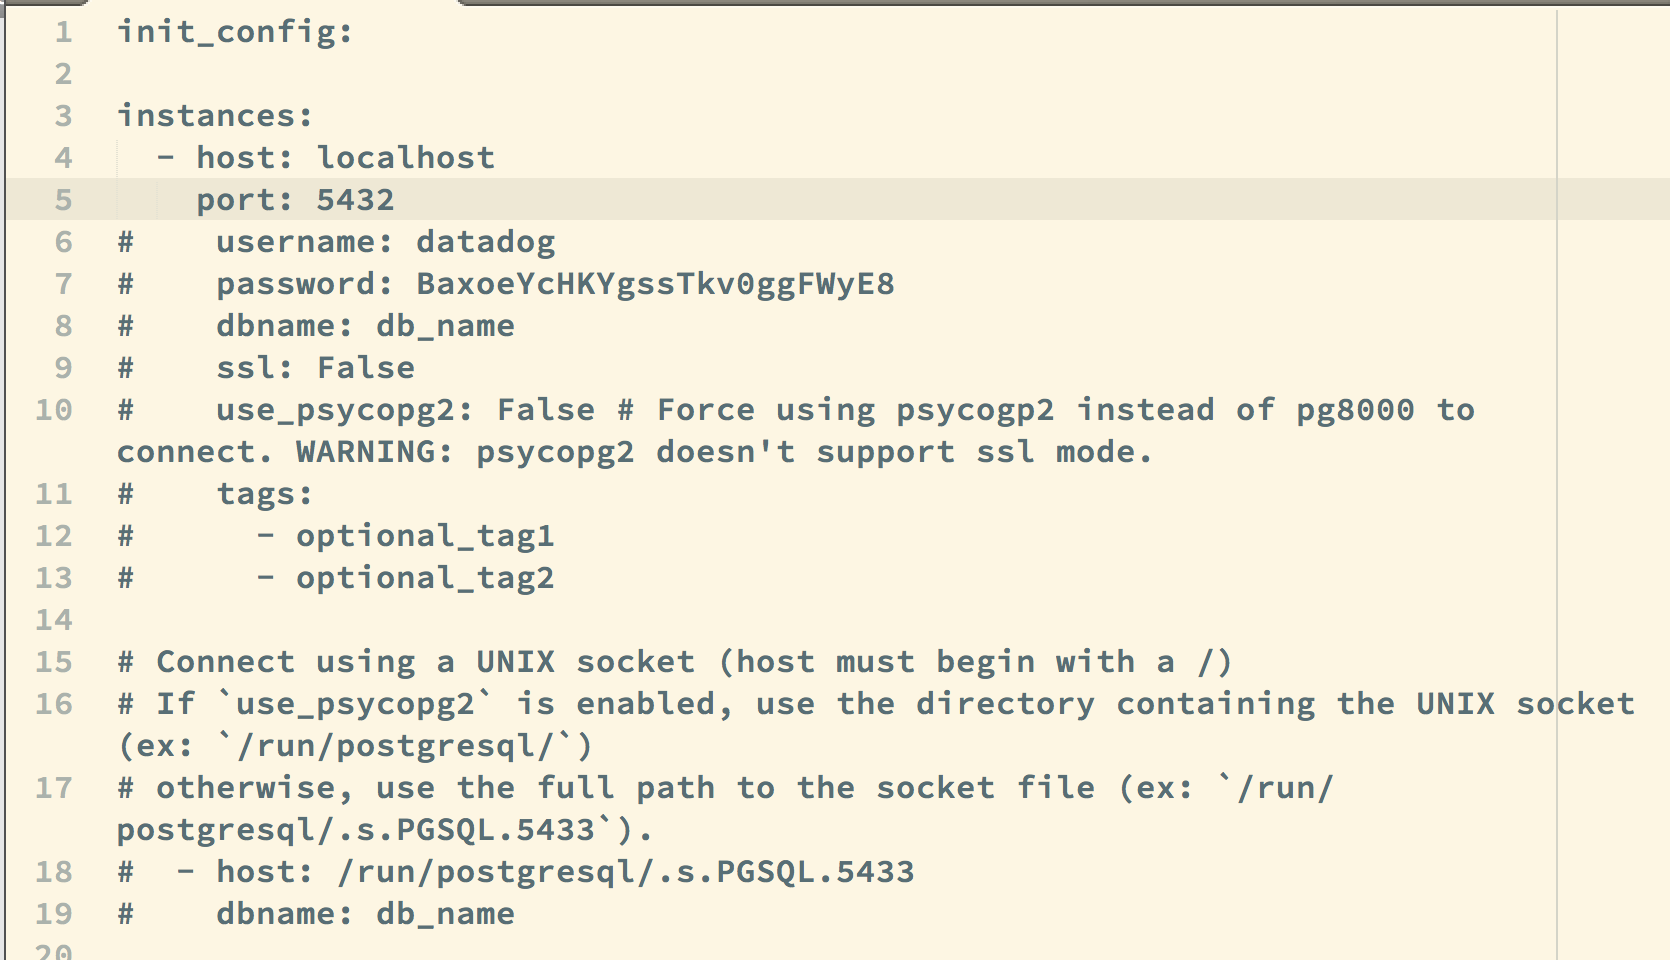 1 init_config:
2
3 instances:
4   - host: localhost
5     port: 5432
6 #    username: datadog
7 #    password: BaxoeYcHKYgssTkv0ggFWyE8
8 #    dbname: db_name
9 #    ssl: False
10 #    use_psycopg2: False # Force using psycogp2 instead of pg8000 to
connect. WARNING: psycopg2 doesn't support ssl mode.
11 #    tags:
12 #      - optional_tag1
13 #      - optional_tag2
14
15 # Connect using a UNIX socket (host must begin with a /)
16 # If `use_psycopg2` is enabled, use the directory containing the UNIX socket
(ex: `/run/postgresql/`)
17 # otherwise, use the full path to the socket file (ex: `/run/
postgresql/.s.PGSQL.5433`).
18 #  - host: /run/postgresql/.s.PGSQL.5433
19 #    dbname: db_name
20